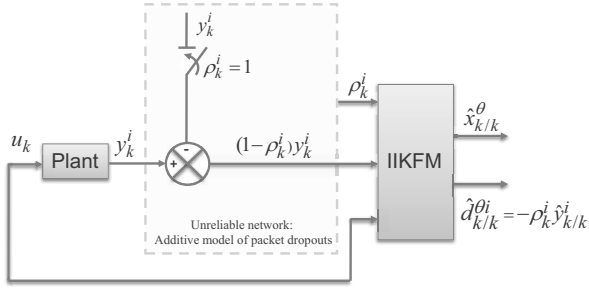 y_k^i
ρ_k^i = 1
ρ_k^i
x̂_{k/k}^θ
u_k
Plant
y_k^i
+
-
(1-ρ_k^i)y_k^i
IIKFM
d̂_{k/k}^{θi} = -ρ_k^i ŷ_{k/k}^i
Unreliable network:
Additive model of packet dropouts